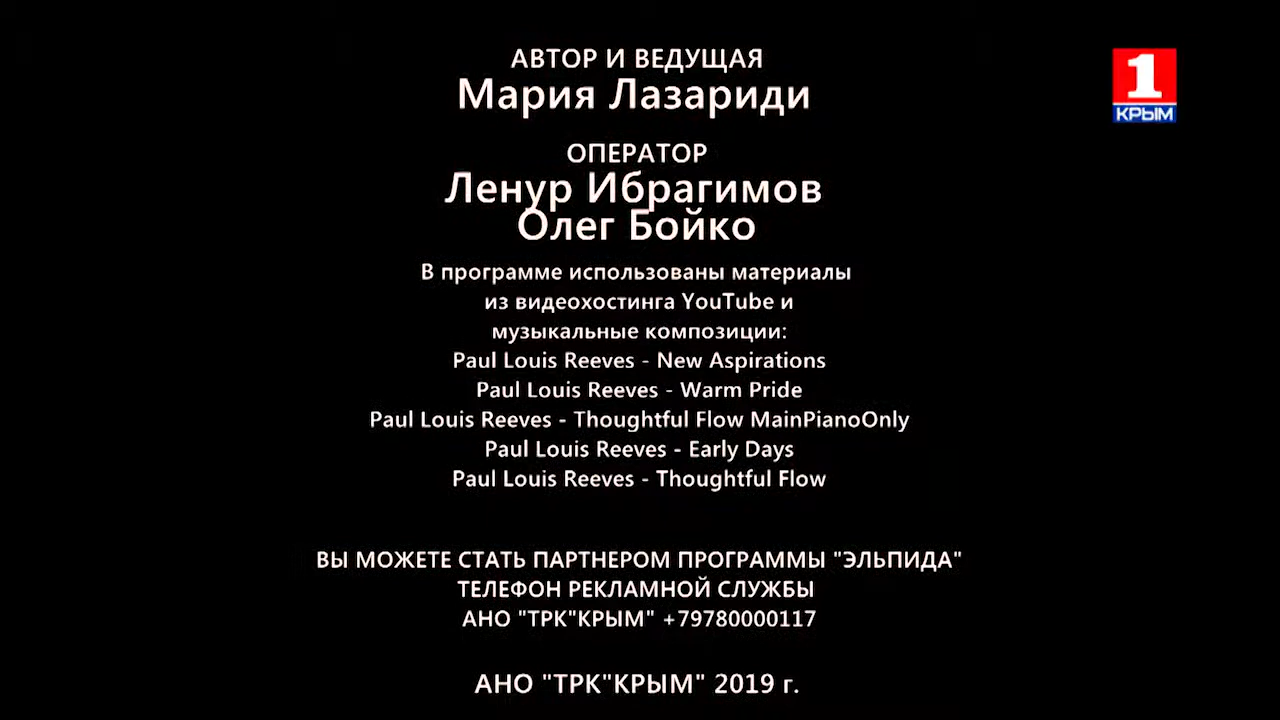 АВТОР И ВЕДУЩАЯ
Мария Лазариди
1
КРЫМ
ОПЕРАТОР
Ленур Ибрагимов
Олег Бойко
В программе использованы материалы
из видеохостинга YouTube и
музыкальные композиции:
Paul Louis Reeves - New Aspirations
Paul Louis Reeves - Warm Pride
Paul Louis Reeves - Thoughtful Flow MainPianoOnly
Paul Louis Reeves - Early Days
Paul Louis Reeves - Thoughtful Flow
ВЫ МОЖЕТЕ СТАТЬ ПАРТНЕРОМ ПРОГРАММЫ "ЭЛЬПИДА"
ТЕЛЕФОН РЕКЛАМНОЙ СЛУЖБЫ
АНО "ТРК"КРЫМ" +79780000117
АНО "ТРК"КРЫМ" 2019 г.